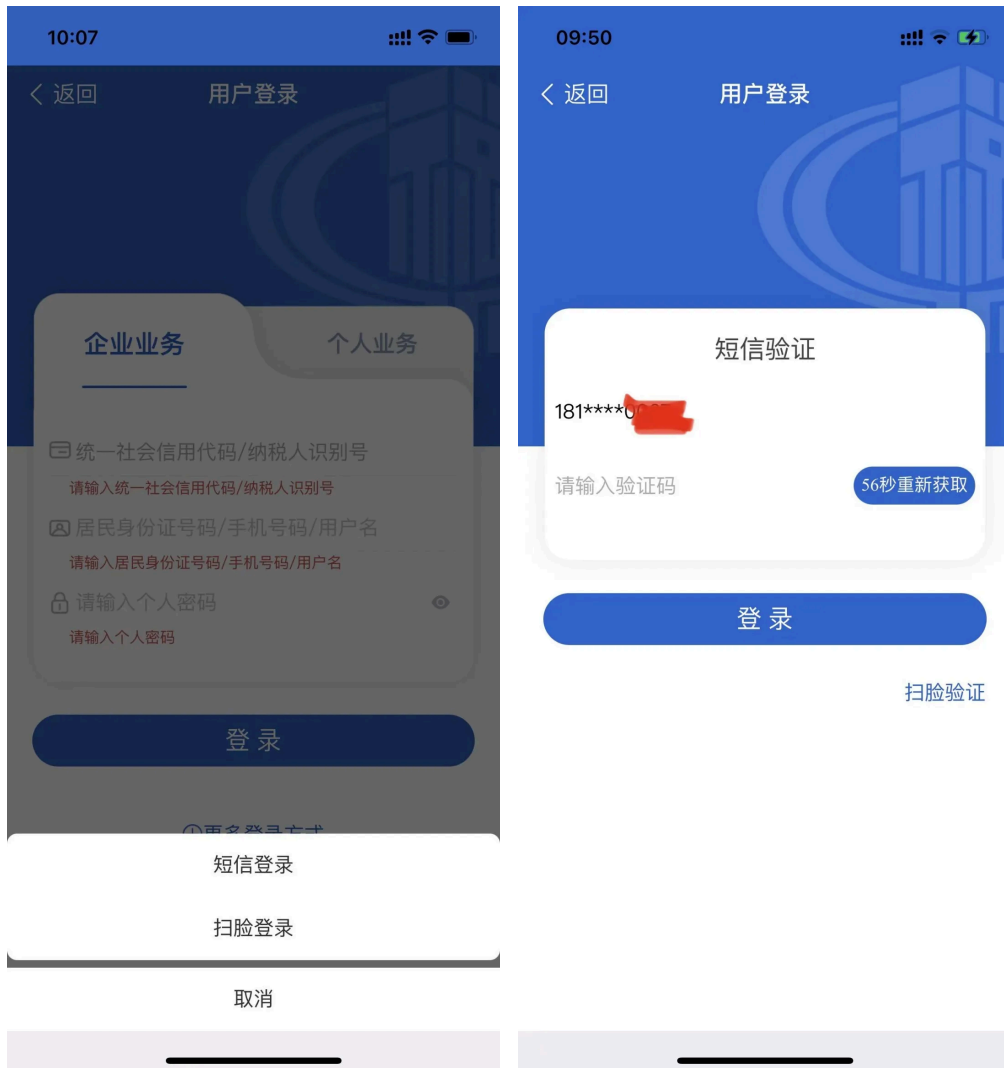 10:07
返回
用户登录
企业业务
个人业务
统一社会信用代码/纳税人识别号
请输入统一社会信用代码/纳税人识别号
居民身份证号码/手机号码/用户名
请输入居民身份证号码/手机号码/用户名
请输入个人密码
请输入个人密码
登录
更多登录方式
短信登录
扫脸登录
取消
09:50
返回
用户登录
短信验证
181****
请输入验证码
56秒重新获取
登录
扫脸验证